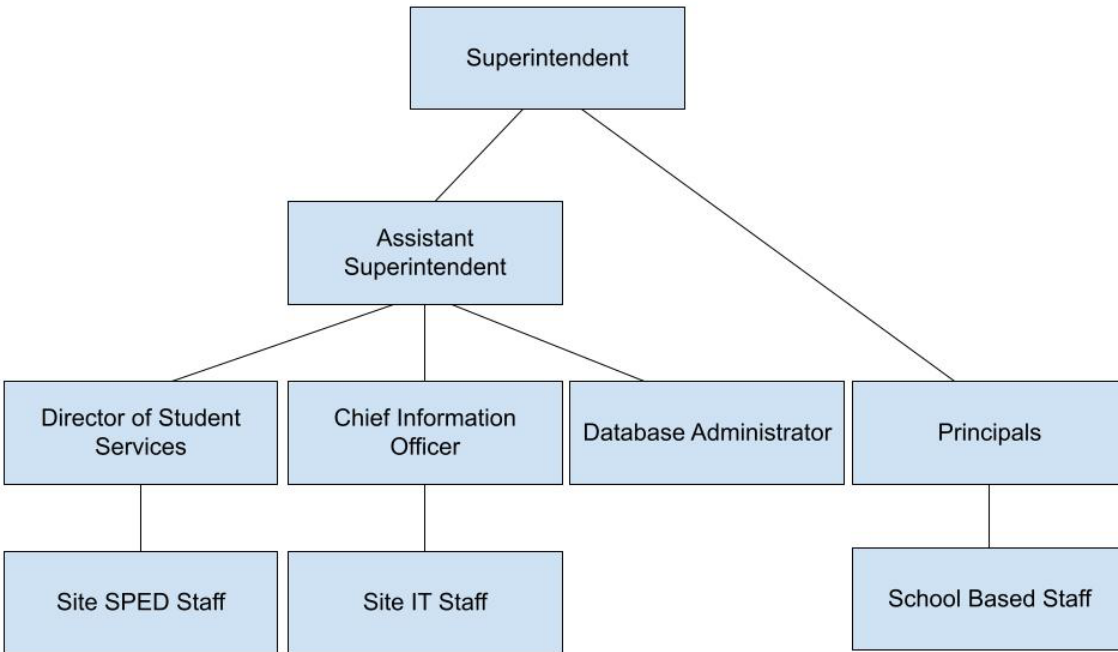 Superintendent
Assistant
Superintendent
Director of Student
Services
Chief Information
Officer
Database Administrator
Principals
Site SPED Staff
Site IT Staff
School Based Staff